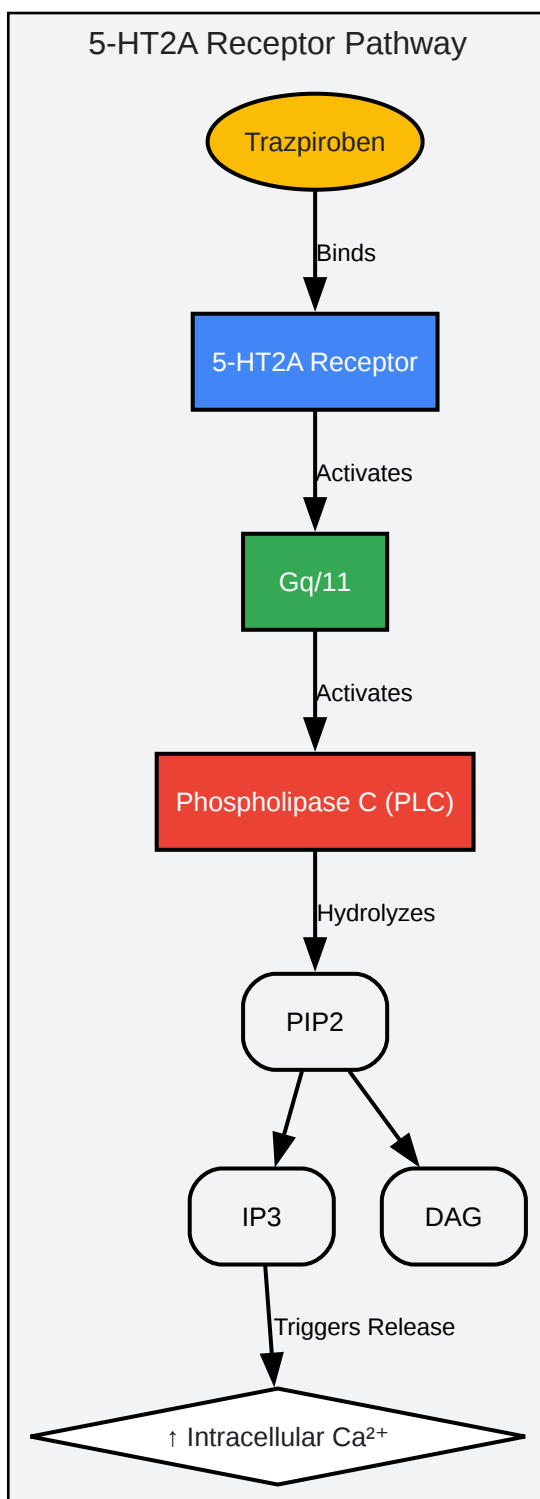 5-HT2A Receptor Pathway
Trazpiroben
Binds
5-HT2A Receptor
Activates
Gq/11
Activates
Phospholipase C (PLC)
Hydrolyzes
PIP2
IP3
DAG
Triggers Release
↑ Intracellular Ca²⁺